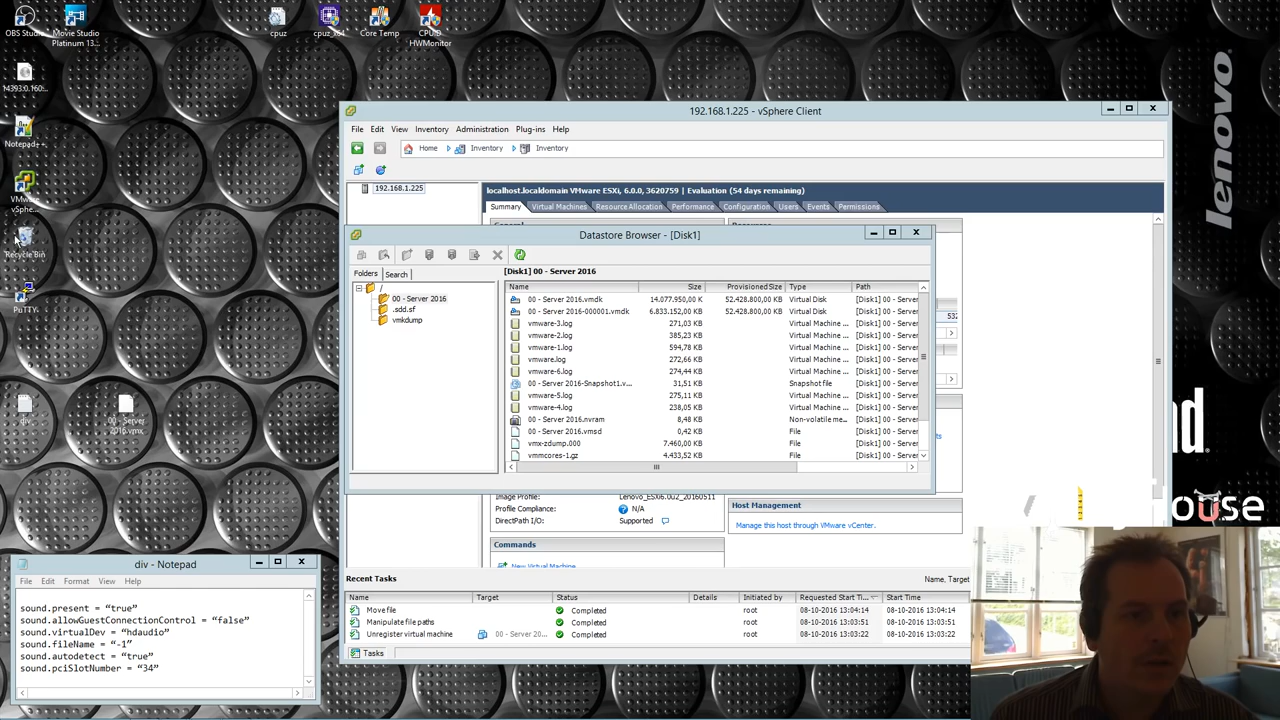 OBS Studio
Movie Studio
Platinum 13...
cpuz
cpuz_x64
Core Temp
CPUID
HWMonitor
14393.0.160...
Notepad++
VMware
vSphe...
Recycle Bin
PuTTY
div
00 - Server
2016.vmx
lenovo
192.168.1.225 - vSphere Client
File Edit View Inventory Administration Plug-ins Help
Home Inventory Inventory
192.168.1.225
localhost.localdomain VMware ESXi, 6.0.0, 3620759 | Evaluation (54 days remaining)
Summary Virtual Machines Resource Allocation Performance Configuration Users Events Permissions
Datastore Browser - [Disk1]
Folders Search
[Disk1] 00 - Server 2016
/
00 - Server 2016
.sdd.sf
vmkdump
Name Size Provisioned Size Type Path
00 - Server 2016.vmdk 14.077.950,00 K 52.428.800,00 KB Virtual Disk [Disk1] 00 - Server
00 - Server 2016-000001.vmdk 6.833.152,00 K 52.428.800,00 KB Virtual Disk [Disk1] 00 - Server
vmware-3.log 271,03 KB Virtual Machine ... [Disk1] 00 - Server
vmware-2.log 385,23 KB Virtual Machine ... [Disk1] 00 - Server
vmware-1.log 594,78 KB Virtual Machine ... [Disk1] 00 - Server
vmware.log 272,66 KB Virtual Machine ... [Disk1] 00 - Server
vmware-6.log 274,44 KB Virtual Machine ... [Disk1] 00 - Server
00 - Server 2016-Snapshot1.v... 31,51 KB Snapshot file [Disk1] 00 - Server
vmware-5.log 275,11 KB Virtual Machine ... [Disk1] 00 - Server
vmware-4.log 238,05 KB Virtual Machine ... [Disk1] 00 - Server
00 - Server 2016.nvram 8,48 KB Non-volatile me... [Disk1] 00 - Server
00 - Server 2016.vmsd 0,42 KB File [Disk1] 00 - Server
vmx-zdump.000 7.460,00 KB File [Disk1] 00 - Server
vmmcores-1.gz 4.433,52 KB File [Disk1] 00 - Server
532
Image Profile: Lenovo_ESXi6.0u2_20160511
Profile Compliance: N/A
DirectPath I/O: Supported
Host Management
Manage this host through VMware vCenter.
Commands
New Virtual Machine
Recent Tasks
Name, Target
Name Target Status Details Initiated by Requested Start Ti... Start Time
Move file Completed root 08-10-2016 13:04:14 08-10-2016 13:04:14
Manipulate file paths Completed root 08-10-2016 13:03:51 08-10-2016 13:03:51
Unregister virtual machine 00 - Server 20... Completed root 08-10-2016 13:03:22 08-10-2016 13:03:22
Tasks
div - Notepad
File Edit Format View Help
sound.present = “true”
sound.allowGuestConnectionControl = “false”
sound.virtualDev = “hdaudio”
sound.fileName = “-1”
sound.autodetect = “true”
sound.pciSlotNumber = “34”